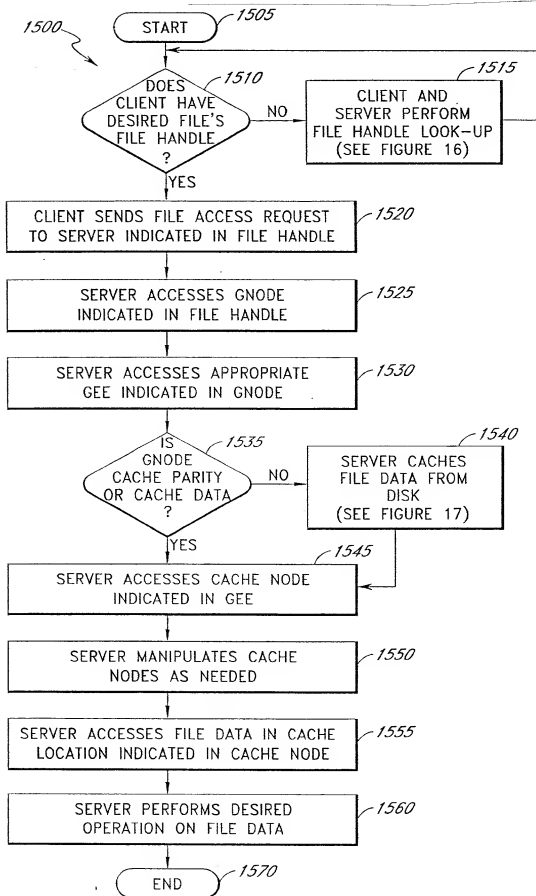 1500
START
1505
DOES
CLIENT HAVE
DESIRED FILE'S
FILE HANDLE
?
1510
NO
CLIENT AND
SERVER PERFORM
FILE HANDLE LOOK-UP
(SEE FIGURE 16)
1515
YES
CLIENT SENDS FILE ACCESS REQUEST
TO SERVER INDICATED IN FILE HANDLE
1520
SERVER ACCESSES GNODE
INDICATED IN FILE HANDLE
1525
SERVER ACCESSES APPROPRIATE
GEE INDICATED IN GNODE
1530
IS
GNODE
CACHE PARITY
OR CACHE DATA
?
1535
NO
SERVER CACHES
FILE DATA FROM
DISK
(SEE FIGURE 17)
1540
YES
SERVER ACCESSES CACHE NODE
INDICATED IN GEE
1545
SERVER MANIPULATES CACHE
NODES AS NEEDED
1550
SERVER ACCESSES FILE DATA IN CACHE
LOCATION INDICATED IN CACHE NODE
1555
SERVER PERFORMS DESIRED
OPERATION ON FILE DATA
1560
END
1570